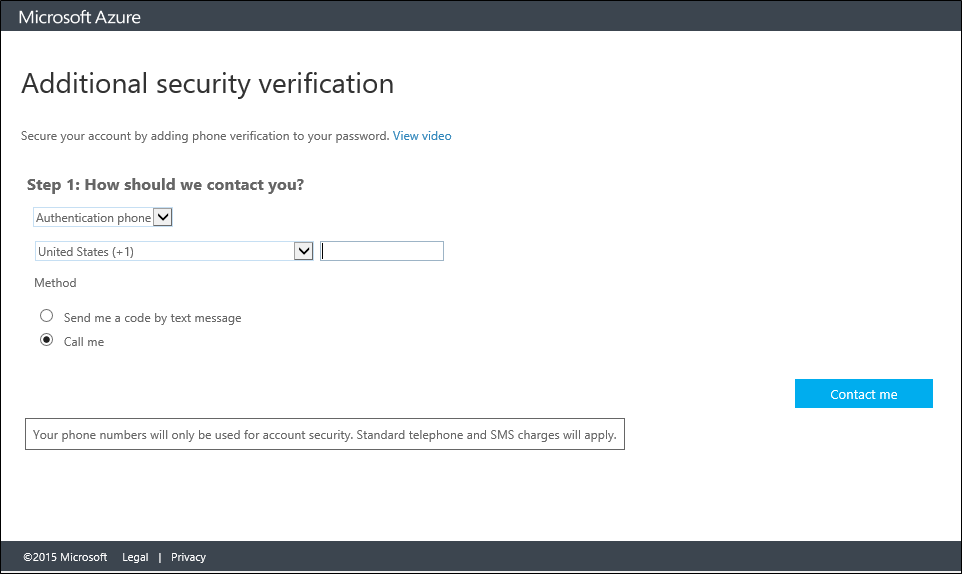 Microsoft Azure
Additional security verification
Secure your account by adding phone verification to your password. View video
Step 1: How should we contact you?
Authentication phone
United States (+1)
Method
Send me a code by text message
Call me
Contact me
Your phone numbers will only be used for account security. Standard telephone and SMS charges will apply.
©2015 Microsoft Legal | Privacy